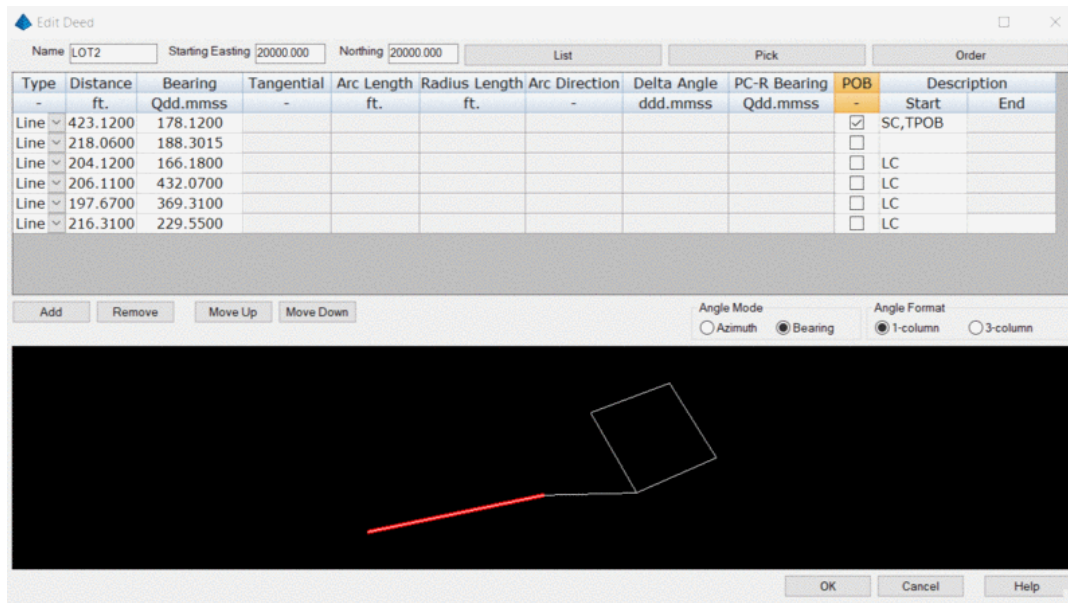 Edit Deed
Name LOT2 Starting Easting 20000.000 Northing 20000.000 List Pick Order
Type Distance Bearing Tangential Arc Length Radius Length Arc Direction Delta Angle PC-R Bearing POB Description
- ft. Qdd.mmss - ft. ft. - ddd.mmss Qdd.mmss - Start End
Line 423.1200 178.1200 SC,TPOB
Line 218.0600 188.3015
Line 204.1200 166.1800 LC
Line 206.1100 432.0700 LC
Line 197.6700 369.3100 LC
Line 216.3100 229.5500 LC
Add Remove Move Up Move Down Angle Mode Angle Format
Azimuth Bearing 1-column 3-column
OK Cancel Help